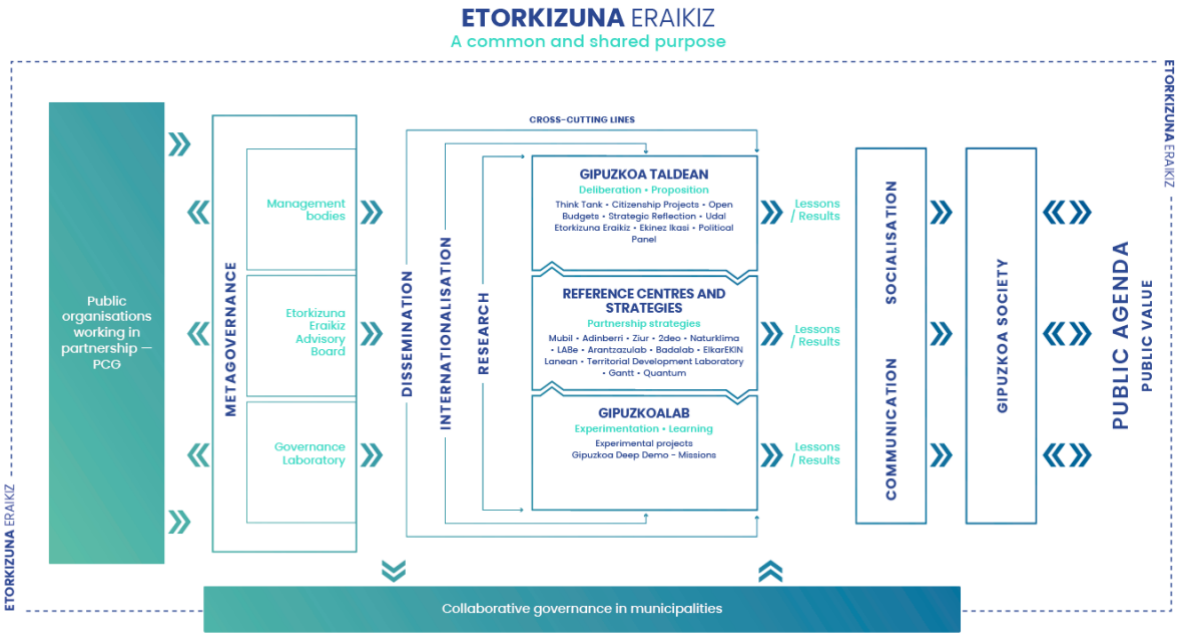 ETORKIZUNA ERAIKIZ
A common and shared purpose
ETORKIZUNA ERAIKIZ
Public
organisations
working in
partnership —
PCG
METAGOVERNANCE
Management
bodies
Etorkizuna
Eraikiz
Advisory
Board
Governance
Laboratory
CROSS-CUTTING LINES
DISSEMINATION
INTERNATIONALISATION
RESEARCH
GIPUZKOA TALDEAN
Deliberation • Proposition
Think Tank • Citizenship Projects • Open
Budgets • Strategic Reflection • Udal
Etorkizuna Eraikiz • Ekinez Ikasi • Political
Panel
REFERENCE CENTRES AND
STRATEGIES
Partnership strategies
Mubil • Adinberri • Ziur • 2deo • Naturklima
• LABe • Arantzazulab • Badalab • ElkarEKIN
Lanean • Territorial Development Laboratory
• Gantt • Quantum
GIPUZKOALAB
Experimentation • Learning
Experimental projects
Gipuzkoa Deep Demo - Missions
Lessons
/ Results
Lessons
/ Results
Lessons
/ Results
SOCIALISATION
COMMUNICATION
GIPUZKOA SOCIETY
PUBLIC AGENDA
PUBLIC VALUE
ETORKIZUNA ERAIKIZ
Collaborative governance in municipalities